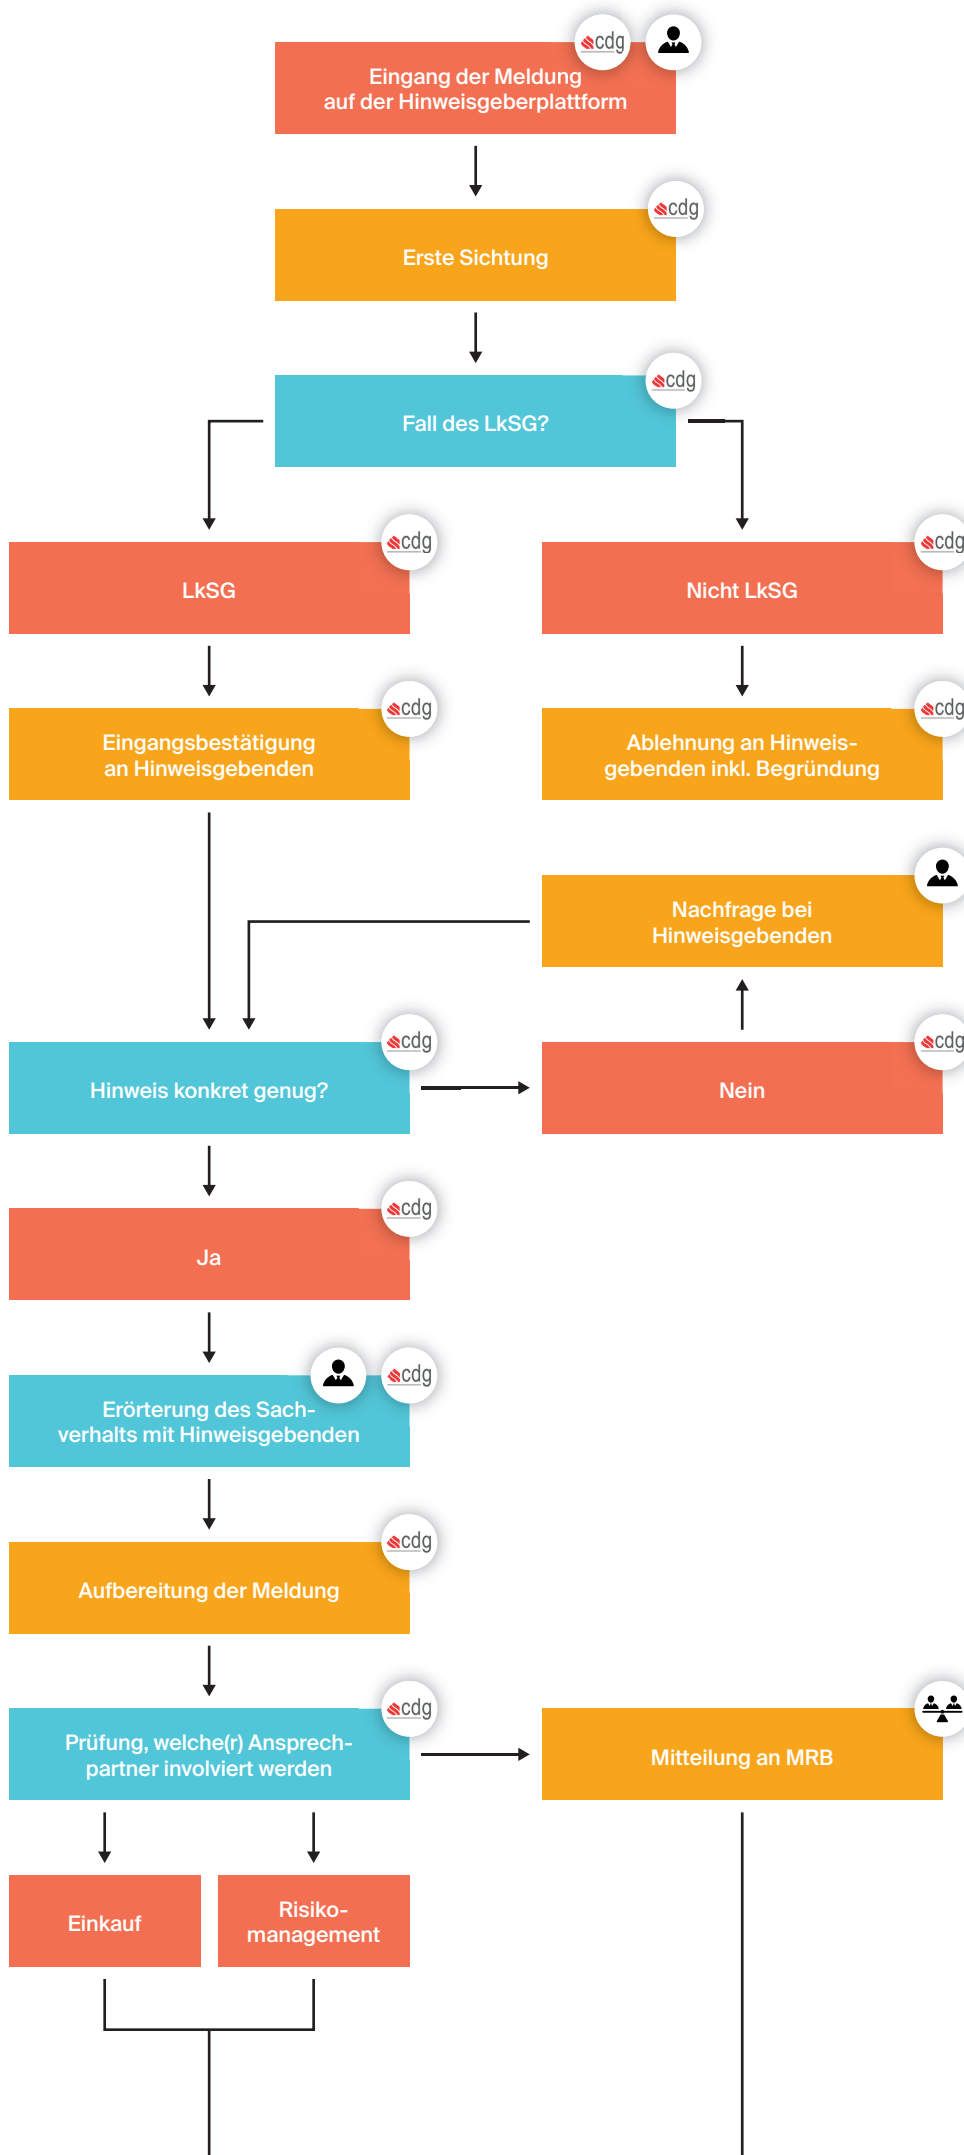 cdg
Eingang der Meldung
auf der Hinweisgeberplattform
cdg
Erste Sichtung
cdg
Fall des LkSG?
cdg
LkSG
cdg
Nicht LkSG
cdg
Eingangsbestätigung
an Hinweisgebenden
cdg
Ablehnung an Hinweis-
gebenden inkl. Begründung
Nachfrage bei
Hinweisgebenden
cdg
Hinweis konkret genug?
cdg
Nein
cdg
Ja
cdg
Erörterung des Sach-
verhalts mit Hinweisgebenden
cdg
Aufbereitung der Meldung
cdg
Prüfung, welche(r) Ansprech-
partner involviert werden
Mitteilung an MRB
Einkauf
Risiko-
management